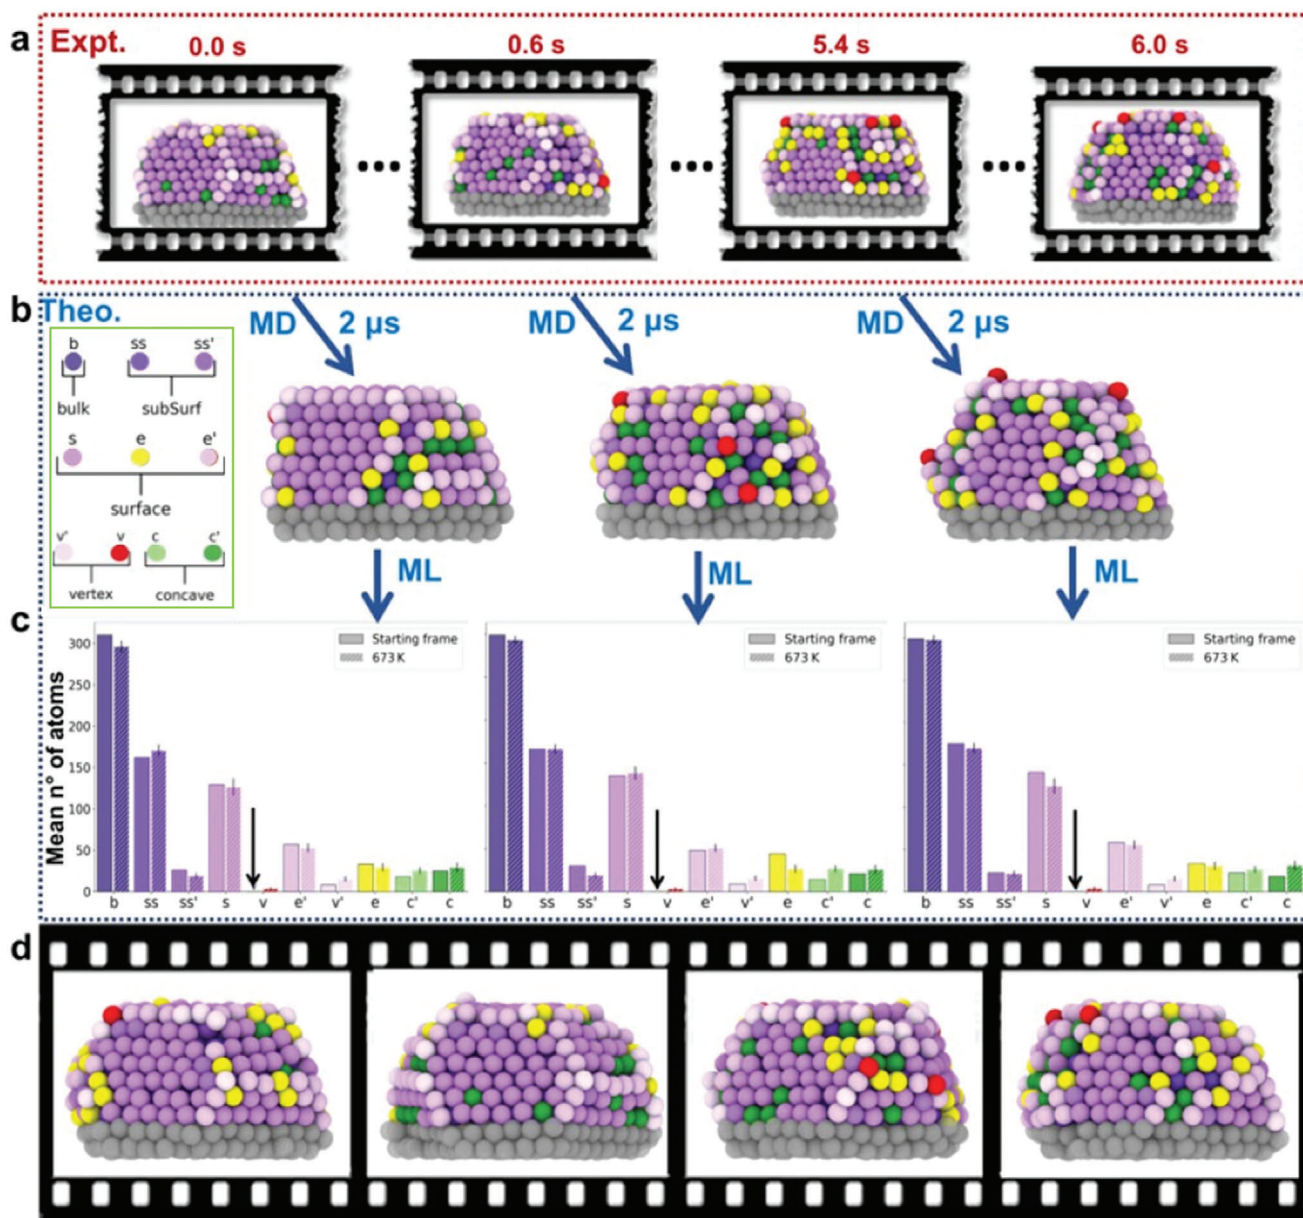 a
Expt.
0.0 s
0.6 s
5.4 s
6.0 s
b
Theo.
MD 2 μs
MD 2 μs
MD 2 μs
b ss ss'
bulk subSurf
s e e'
surface
v' v c c'
vertex concave
ML
ML
ML
c
Mean n° of atoms
300
250
200
150
100
50
0
Starting frame
673 K
Starting frame
673 K
Starting frame
673 K
b ss ss' s v e' v' e c' c
b ss ss' s v e' v' e c' c
b ss ss' s v e' v' e c' c
d